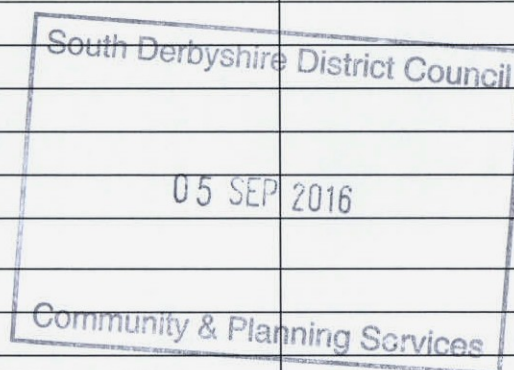 South Derbyshire District Council
05 SEP 2016
Community & Planning Services